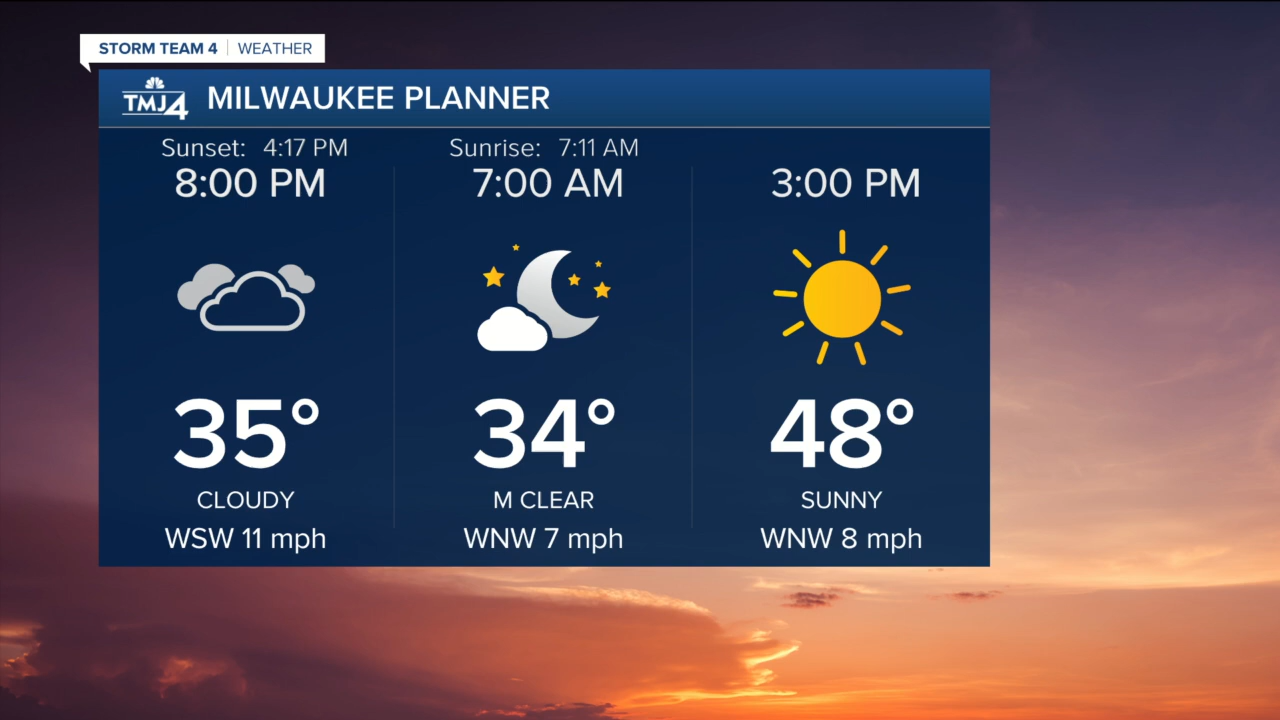 STORM TEAM 4 | WEATHER
TMJ4 MILWAUKEE PLANNER
Sunset: 4:17 PM
8:00 PM
35°
CLOUDY
WSW 11 mph
Sunrise: 7:11 AM
7:00 AM
34°
M CLEAR
WNW 7 mph
3:00 PM
48°
SUNNY
WNW 8 mph